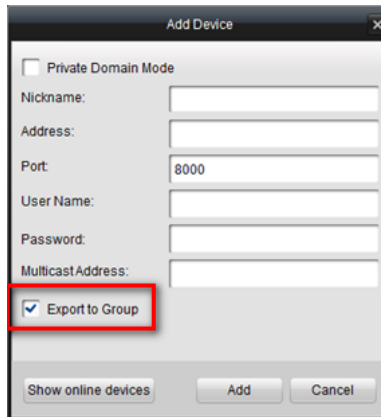 Add Device
Private Domain Mode
Nickname:
Address:
Port: 8000
User Name:
Password:
Multicast Address:
Export to Group
Show online devices Add Cancel